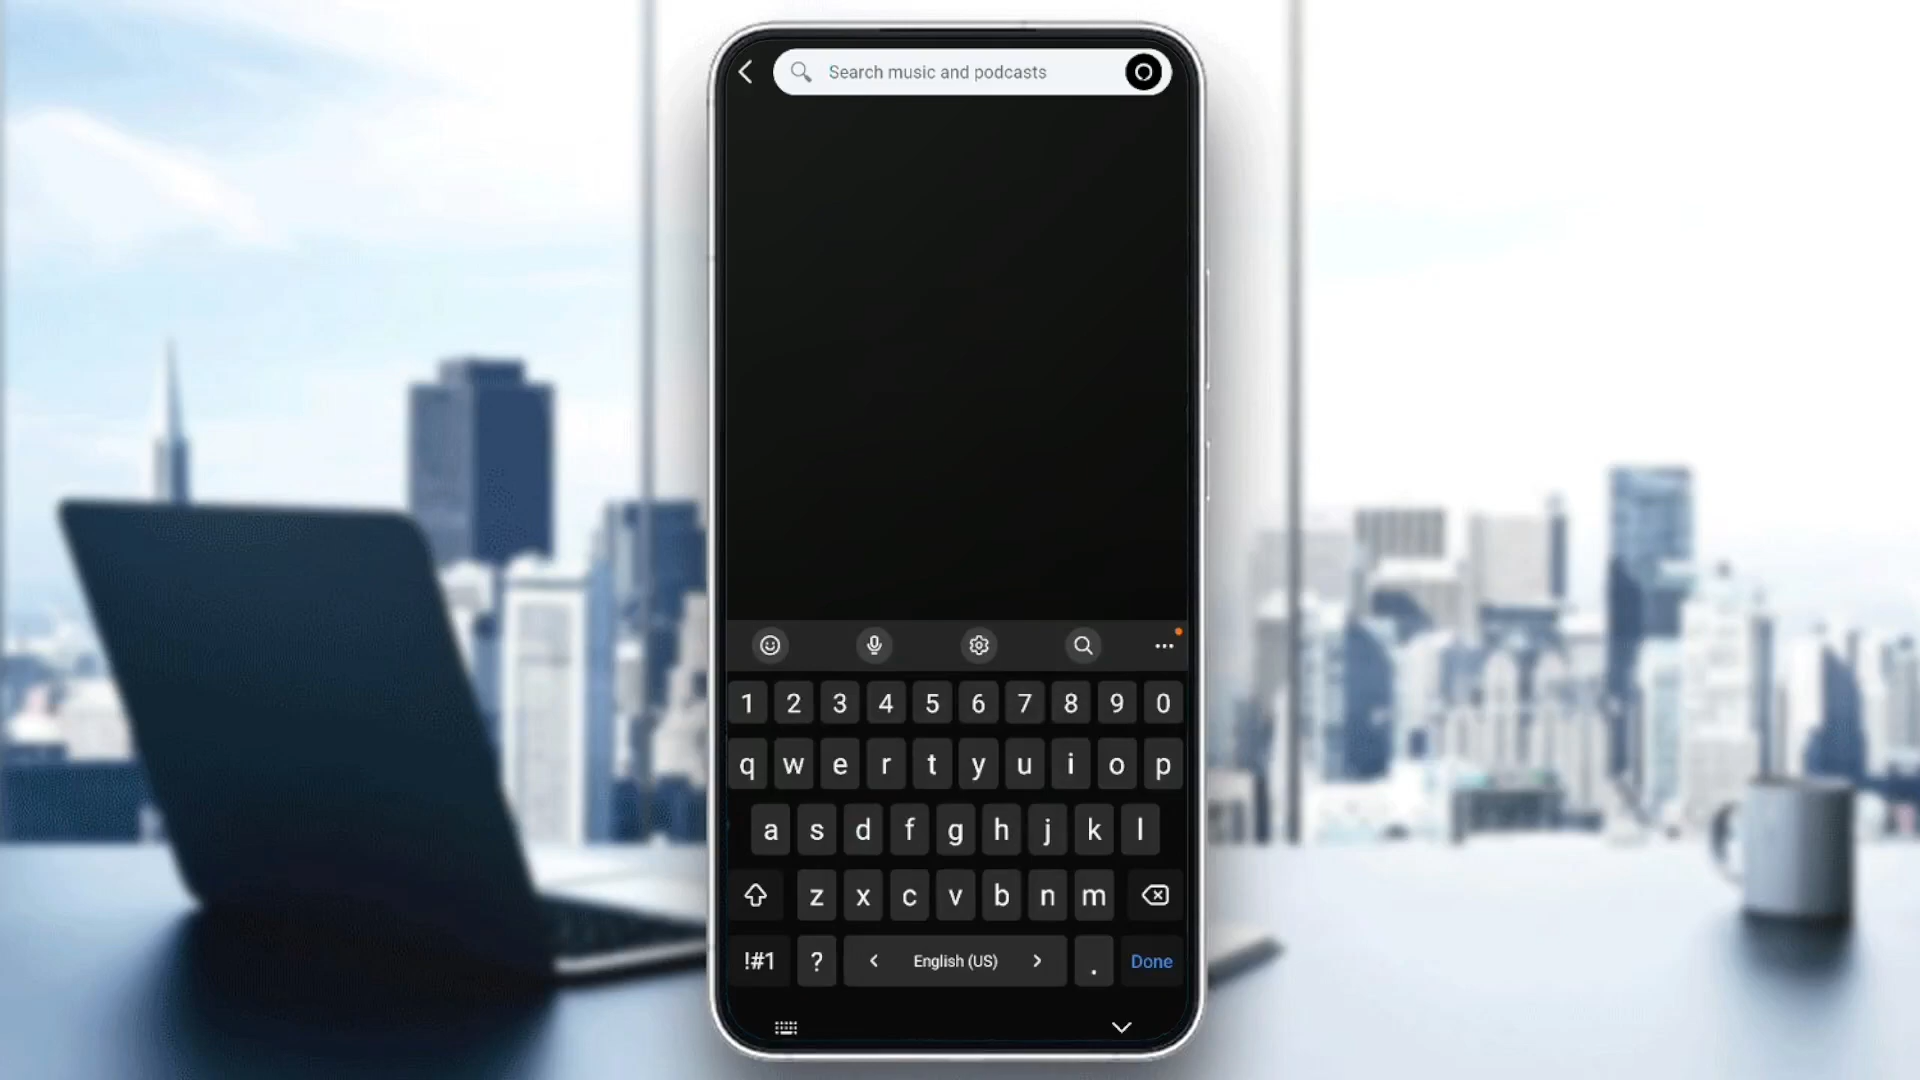 Search music and podcasts
1 2 3 4 5 6 7 8 9 0
q w e r t y u i o p
a s d f g h j k l
z x c v b n m
!#1 ? < English (US) > . Done